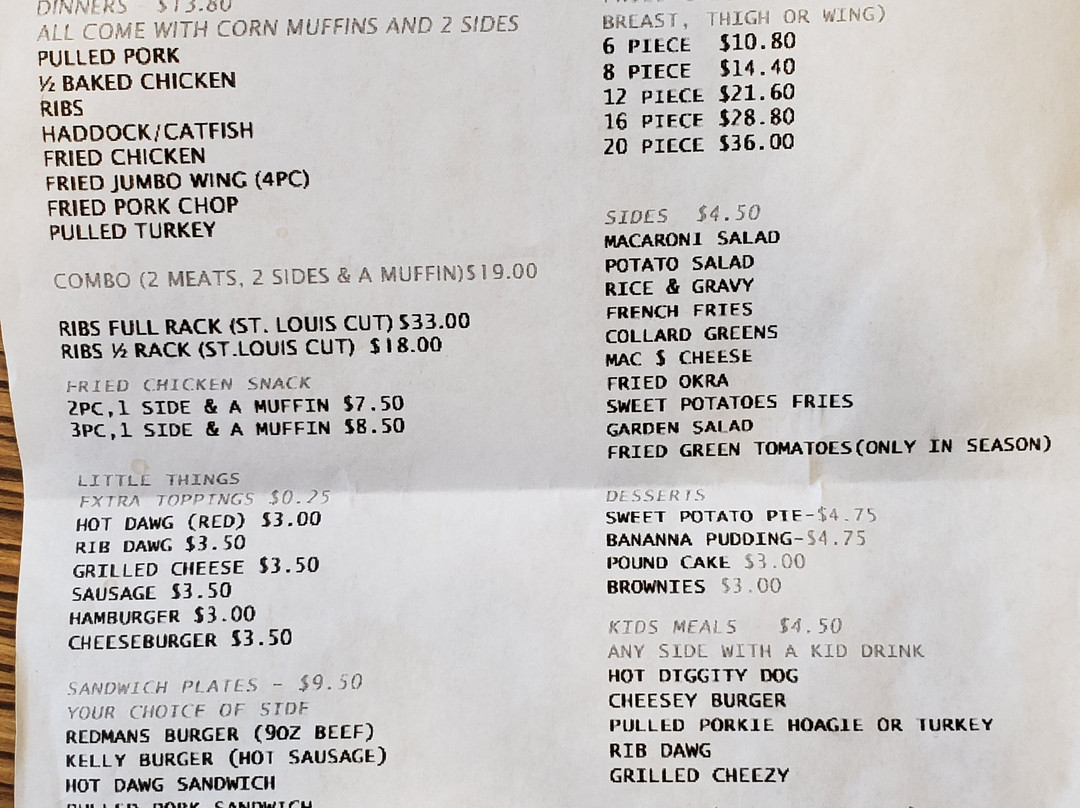 DINNERS $13.80
ALL COME WITH CORN MUFFINS AND 2 SIDES
PULLED PORK
½ BAKED CHICKEN
RIBS
HADDOCK/CATFISH
FRIED CHICKEN
FRIED JUMBO WING (4PC)
FRIED PORK CHOP
PULLED TURKEY
COMBO (2 MEATS, 2 SIDES & A MUFFIN)$19.00
RIBS FULL RACK (ST. LOUIS CUT) $33.00
RIBS ½ RACK (ST.LOUIS CUT) $18.00
FRIED CHICKEN SNACK
2PC,1 SIDE & A MUFFIN $7.50
3PC,1 SIDE & A MUFFIN $8.50
LITTLE THINGS
EXTRA TOPPINGS $0.25
HOT DAWG (RED) $3.00
RIB DAWG $3.50
GRILLED CHEESE $3.50
SAUSAGE $3.50
HAMBURGER $3.00
CHEESEBURGER $3.50
SANDWICH PLATES - $9.50
YOUR CHOICE OF SIDE
REDMANS BURGER (9OZ BEEF)
KELLY BURGER (HOT SAUSAGE)
HOT DAWG SANDWICH
PULLED PORK SANDWICH
BREAST, THIGH OR WING)
6 PIECE $10.80
8 PIECE $14.40
12 PIECE $21.60
16 PIECE $28.80
20 PIECE $36.00
SIDES $4.50
MACARONI SALAD
POTATO SALAD
RICE & GRAVY
FRENCH FRIES
COLLARD GREENS
MAC $ CHEESE
FRIED OKRA
SWEET POTATOES FRIES
GARDEN SALAD
FRIED GREEN TOMATOES(ONLY IN SEASON)
DESSERTS
SWEET POTATO PIE-$4.75
BANANNA PUDDING-$4.75
POUND CAKE $3.00
BROWNIES $3.00
KIDS MEALS $4.50
ANY SIDE WITH A KID DRINK
HOT DIGGITY DOG
CHEESEY BURGER
PULLED PORKIE HOAGIE OR TURKEY
RIB DAWG
GRILLED CHEEZY